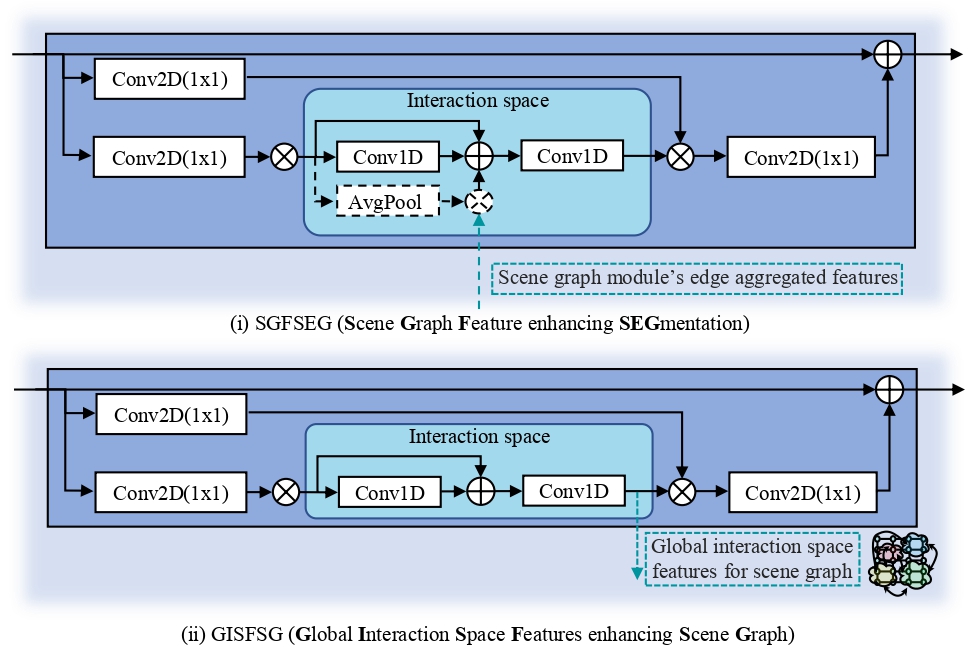 Conv2D(1x1)
Interaction space
Conv2D(1x1)
Conv1D
Conv1D
Conv2D(1x1)
AvgPool
Scene graph module's edge aggregated features
(i) SGFSEG (Scene Graph Feature enhancing SEGmentation)
Conv2D(1x1)
Interaction space
Conv2D(1x1)
Conv1D
Conv1D
Conv2D(1x1)
Global interaction space
features for scene graph
(ii) GISFSG (Global Interaction Space Features enhancing Scene Graph)